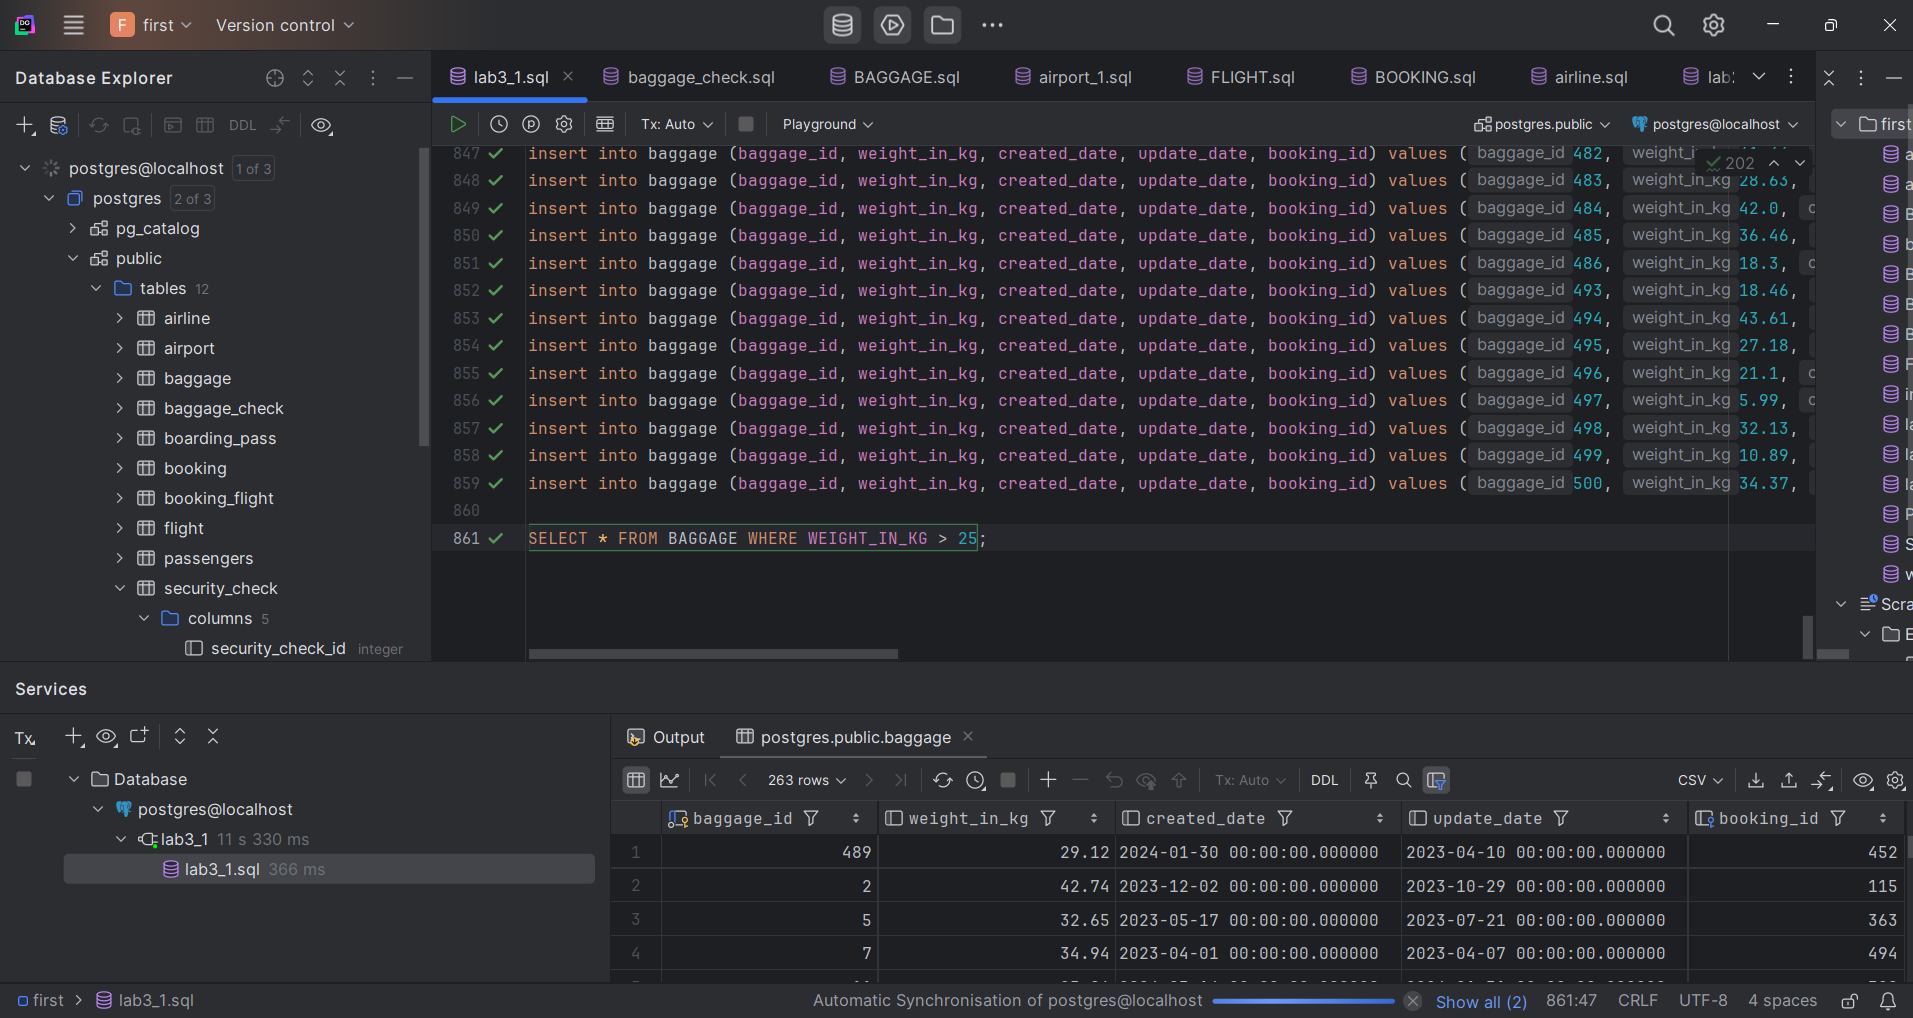 first
Version control
Database Explorer
lab3_1.sql
baggage_check.sql
BAGGAGE.sql
airport_1.sql
FLIGHT.sql
BOOKING.sql
airline.sql
DDL
Tx: Auto
Playground
postgres.public
postgres@localhost
first
postgres@localhost 1 of 3
postgres 2 of 3
pg_catalog
public
tables 12
airline
airport
baggage
baggage_check
boarding_pass
booking
booking_flight
flight
passengers
security_check
columns 5
security_check_id integer
202
847 insert into baggage (baggage_id, weight_in_kg, created_date, update_date, booking_id) values ( baggage_id 482,
848 insert into baggage (baggage_id, weight_in_kg, created_date, update_date, booking_id) values ( baggage_id 483, weight_in_kg 28.63,
849 insert into baggage (baggage_id, weight_in_kg, created_date, update_date, booking_id) values ( baggage_id 484, weight_in_kg 42.0,
850 insert into baggage (baggage_id, weight_in_kg, created_date, update_date, booking_id) values ( baggage_id 485, weight_in_kg 36.46,
851 insert into baggage (baggage_id, weight_in_kg, created_date, update_date, booking_id) values ( baggage_id 486, weight_in_kg 18.3,
852 insert into baggage (baggage_id, weight_in_kg, created_date, update_date, booking_id) values ( baggage_id 493, weight_in_kg 18.46,
853 insert into baggage (baggage_id, weight_in_kg, created_date, update_date, booking_id) values ( baggage_id 494, weight_in_kg 43.61,
854 insert into baggage (baggage_id, weight_in_kg, created_date, update_date, booking_id) values ( baggage_id 495, weight_in_kg 27.18,
855 insert into baggage (baggage_id, weight_in_kg, created_date, update_date, booking_id) values ( baggage_id 496, weight_in_kg 21.1,
856 insert into baggage (baggage_id, weight_in_kg, created_date, update_date, booking_id) values ( baggage_id 497, weight_in_kg 5.99,
857 insert into baggage (baggage_id, weight_in_kg, created_date, update_date, booking_id) values ( baggage_id 498, weight_in_kg 32.13,
858 insert into baggage (baggage_id, weight_in_kg, created_date, update_date, booking_id) values ( baggage_id 499, weight_in_kg 10.89,
859 insert into baggage (baggage_id, weight_in_kg, created_date, update_date, booking_id) values ( baggage_id 500, weight_in_kg 34.37,
860
861 SELECT * FROM BAGGAGE WHERE WEIGHT_IN_KG > 25;
Services
Tx
Database
postgres@localhost
lab3_1 11 s 330 ms
lab3_1.sql 366 ms
Output
postgres.public.baggage
263 rows
Tx: Auto
DDL
CSV
baggage_id weight_in_kg created_date update_date booking_id
1 489 29.12 2024-01-30 00:00:00.000000 2023-04-10 00:00:00.000000 452
2 2 42.74 2023-12-02 00:00:00.000000 2023-10-29 00:00:00.000000 115
3 5 32.65 2023-05-17 00:00:00.000000 2023-07-21 00:00:00.000000 363
4 7 34.94 2023-04-01 00:00:00.000000 2023-04-07 00:00:00.000000 494
first > lab3_1.sql
Automatic Synchronisation of postgres@localhost
Show all (2)
861:47
CRLF
UTF-8
4 spaces